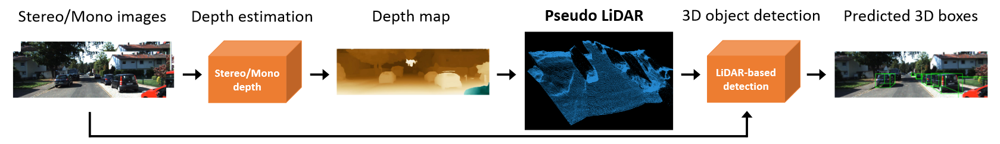 Stereo/Mono images
Depth estimation
Depth map
Pseudo LiDAR
3D object detection
Predicted 3D boxes
Stereo/Mono
depth
LiDAR-based
detection